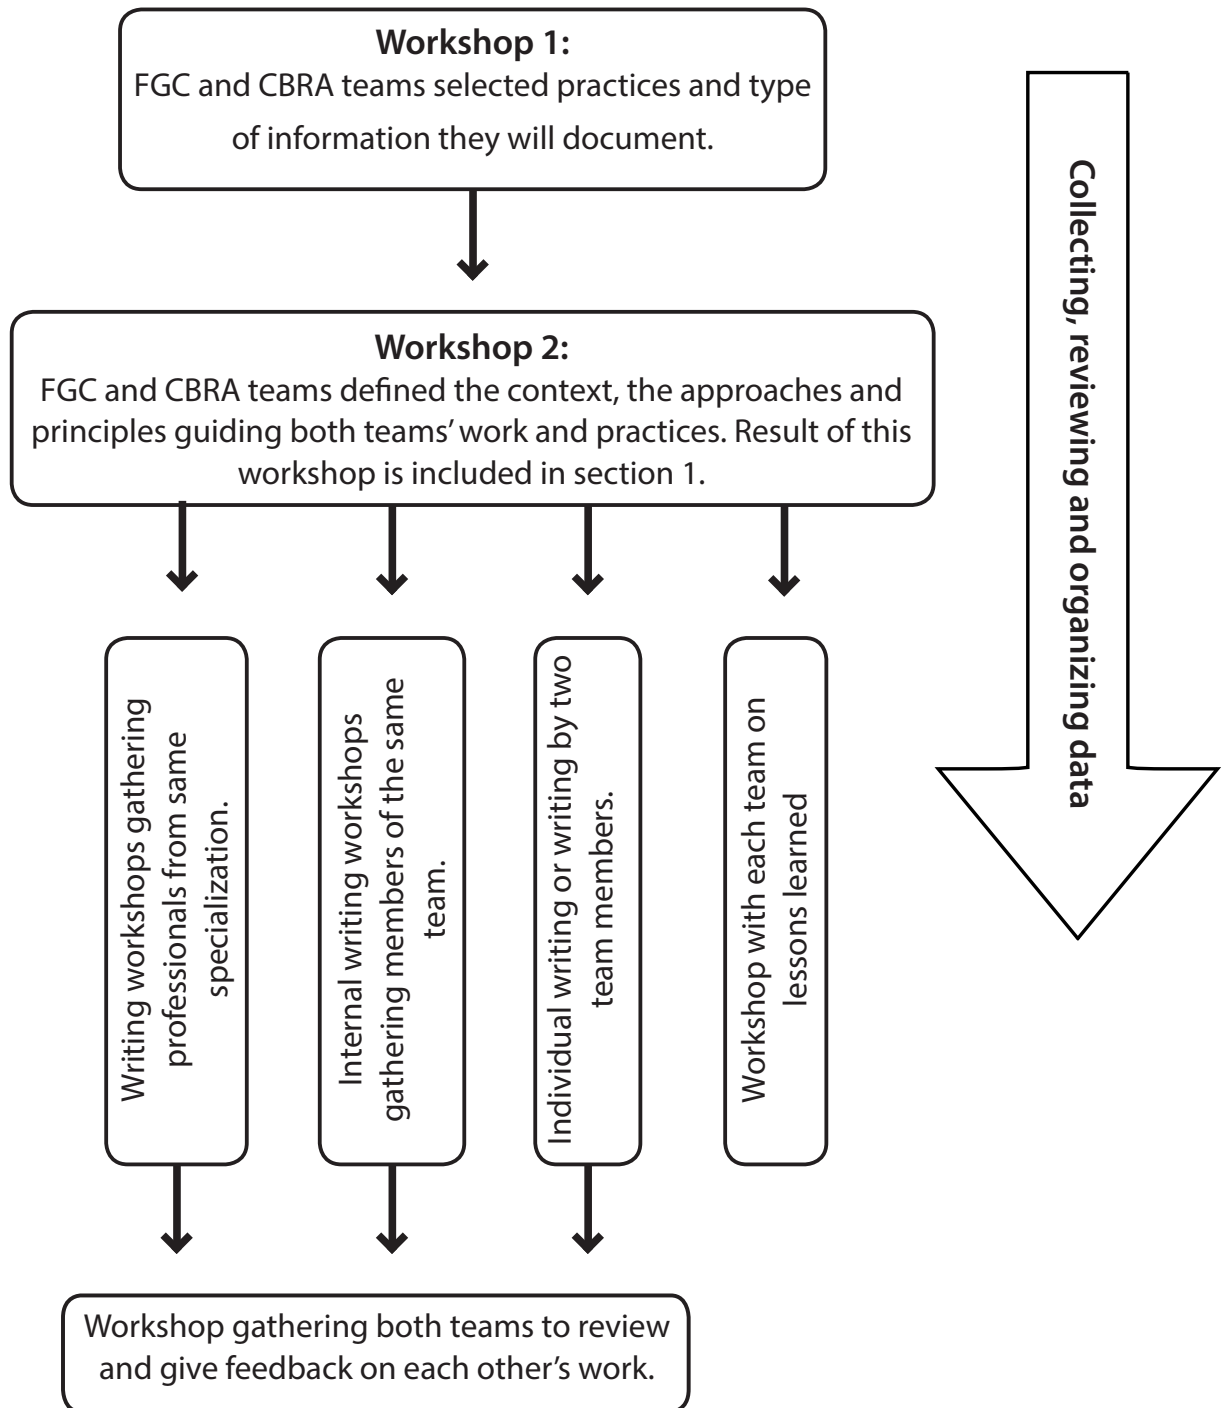 Workshop 1:
FGC and CBRA teams selected practices and type
of information they will document.
Workshop 2:
FGC and CBRA teams defined the context, the approaches and
principles guiding both teams’ work and practices. Result of this
workshop is included in section 1.
Writing workshops gathering
professionals from same
specialization.
Internal writing workshops
gathering members of the same
team.
Individual writing or writing by two
team members.
Workshop with each team on
lessons learned
Workshop gathering both teams to review
and give feedback on each other’s work.
Collecting, reviewing and organizing data